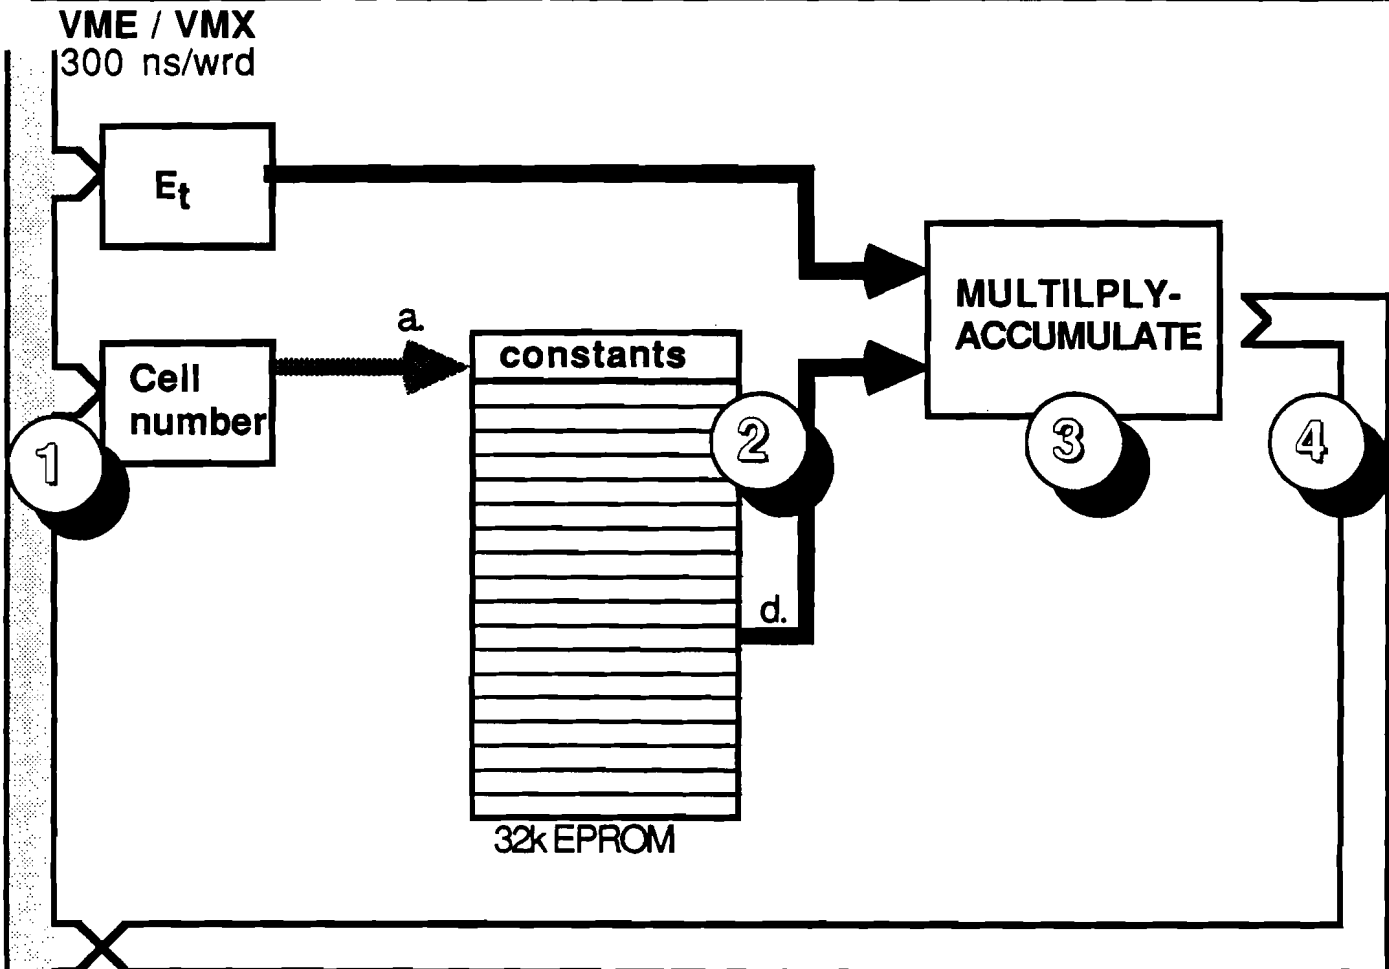 VME / VMX
300 ns/wrd
Et
a.
Cell
number
constants
MULTILPLY-
ACCUMULATE
1
2
3
4
d.
32k EPROM